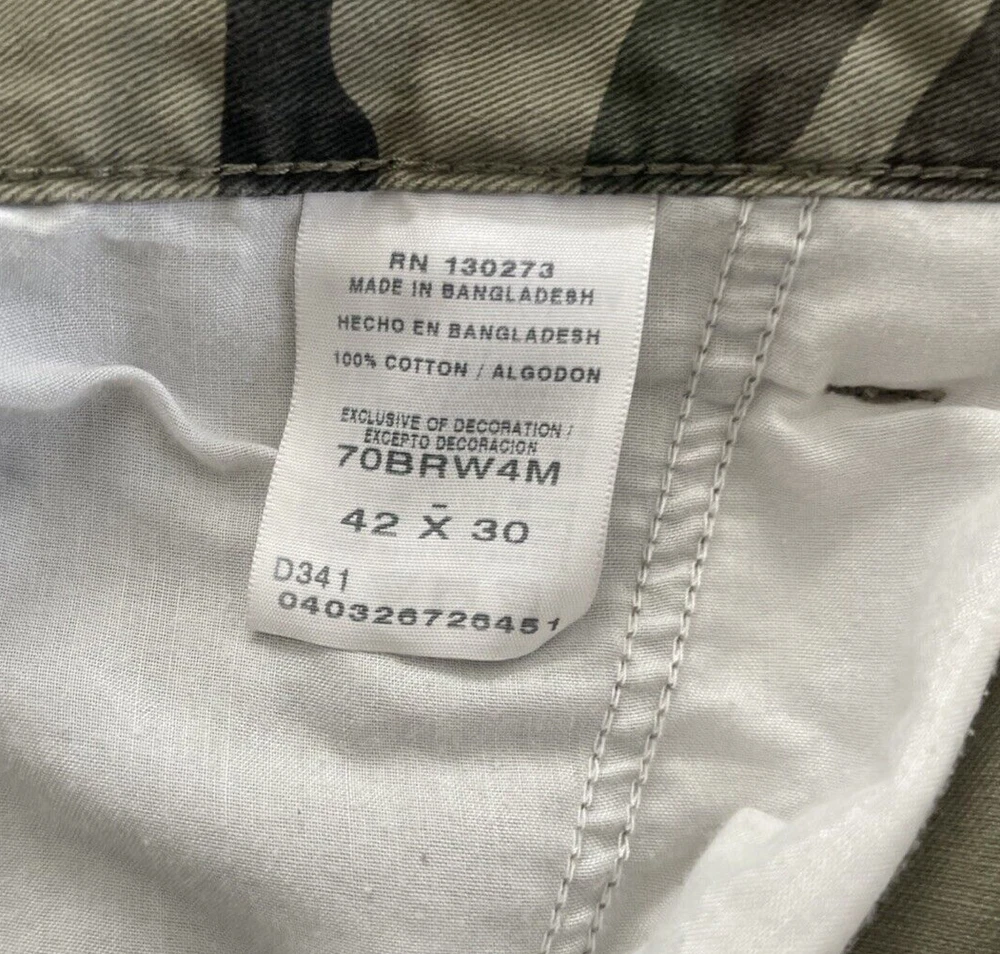 RN 130273
MADE IN BANGLADESH
HECHO EN BANGLADESH
100% COTTON / ALGODON
EXCLUSIVE OF DECORATION /
EXCEPTO DECORACION
70BRW4M
42 X 30
D341
040326726451